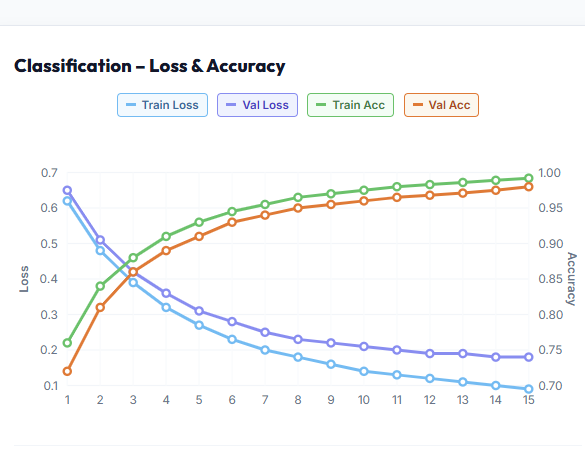 Classification – Loss & Accuracy
Train Loss Val Loss Train Acc Val Acc
0.7 1.00
0.6 0.95
0.5 0.90
Loss 0.4 0.85 Accuracy
0.3 0.80
0.2 0.75
0.1 0.70
1 2 3 4 5 6 7 8 9 10 11 12 13 14 15